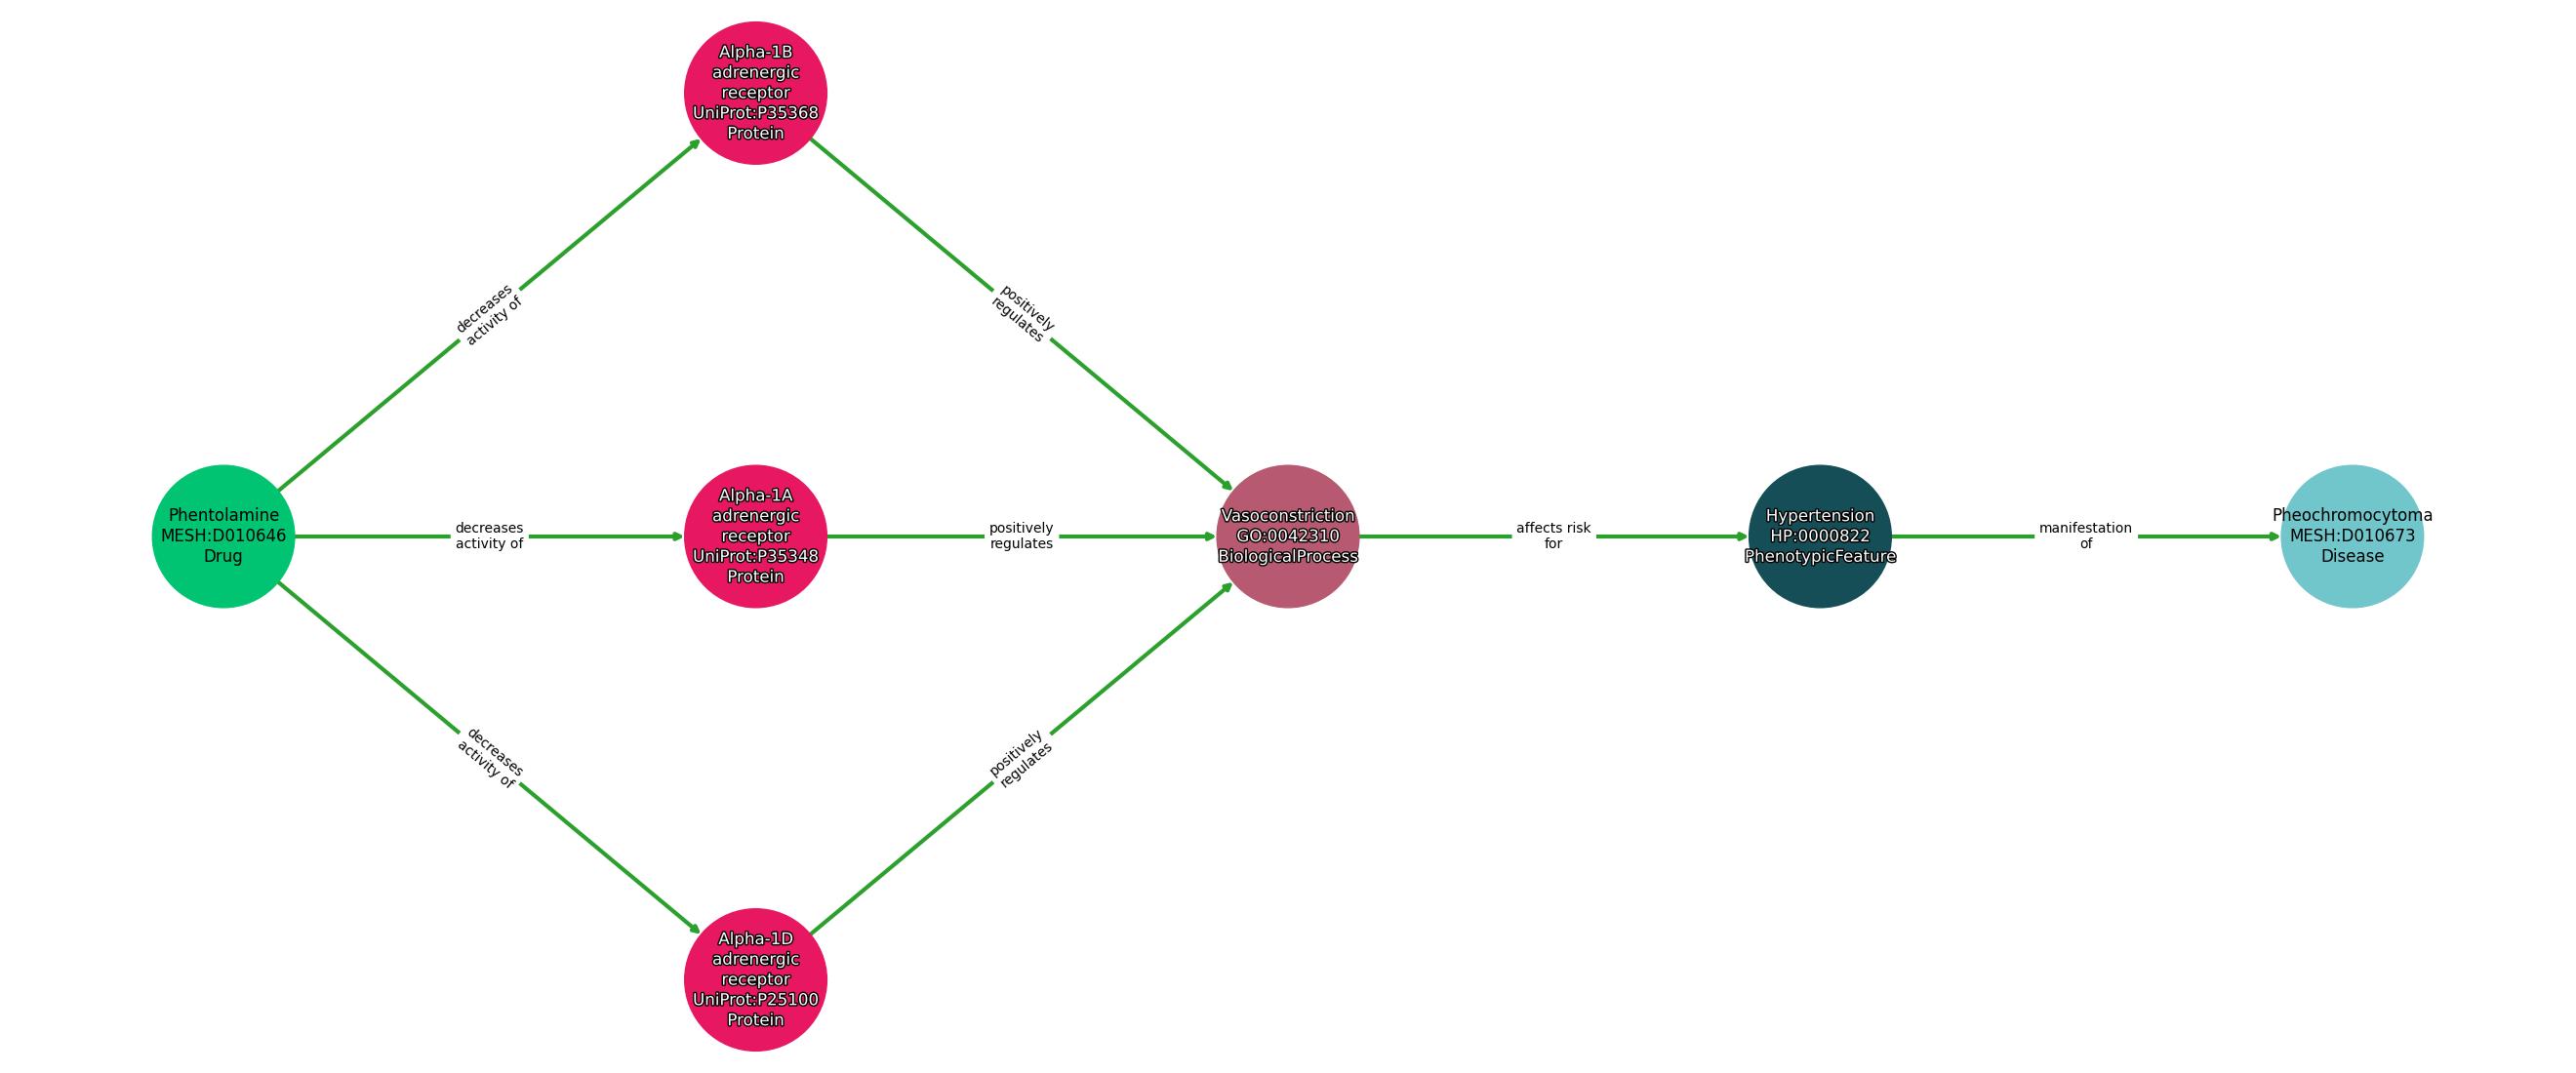 Alpha-1B
adrenergic
receptor
UniProt:P35368
Protein
decreases
activity of
positively
regulates
Phentolamine
MESH:D010646
Drug
decreases
activity of
Alpha-1A
adrenergic
receptor
UniProt:P35348
Protein
positively
regulates
Vasoconstriction
GO:0042310
BiologicalProcess
affects risk
for
Hypertension
HP:0000822
PhenotypicFeature
manifestation
of
Pheochromocytoma
MESH:D010673
Disease
decreases
activity of
positively
regulates
Alpha-1D
adrenergic
receptor
UniProt:P25100
Protein